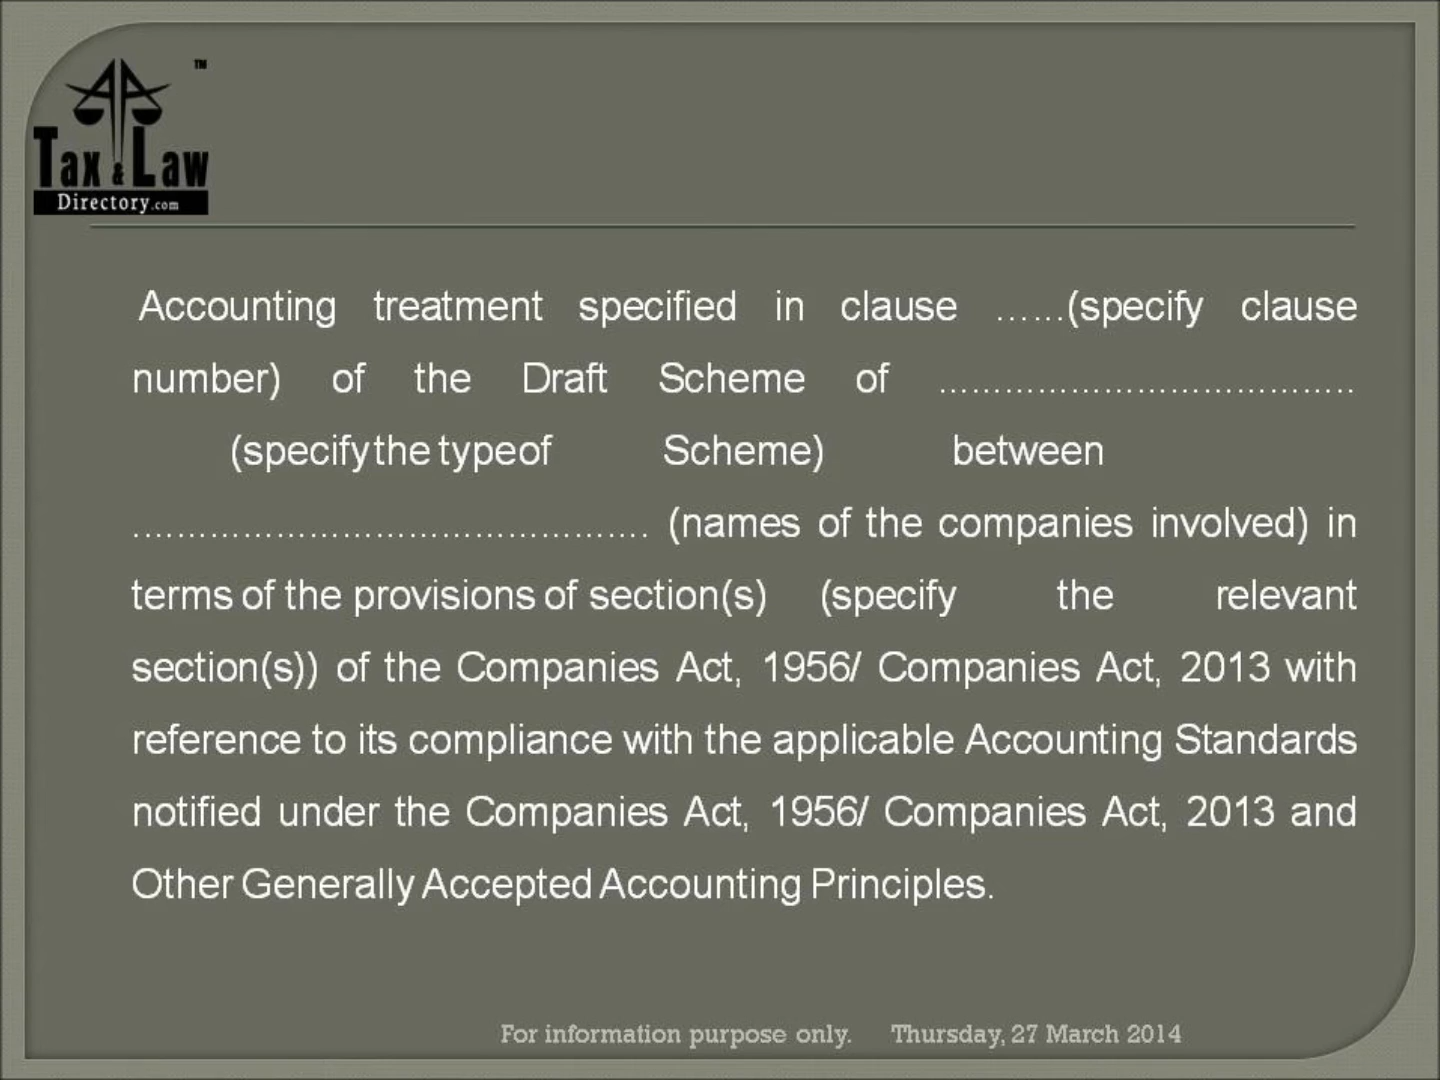 TM
Tax & Law
Directory.com
Accounting treatment specified in clause ……(specify clause
number) of the Draft Scheme of …………………………………
(specifythe typeof Scheme) between
………………………………………… (names of the companies involved) in
terms of the provisions of section(s) (specify the relevant
section(s)) of the Companies Act, 1956/ Companies Act, 2013 with
reference to its compliance with the applicable Accounting Standards
notified under the Companies Act, 1956/ Companies Act, 2013 and
Other Generally Accepted Accounting Principles.
For information purpose only. Thursday, 27 March 2014